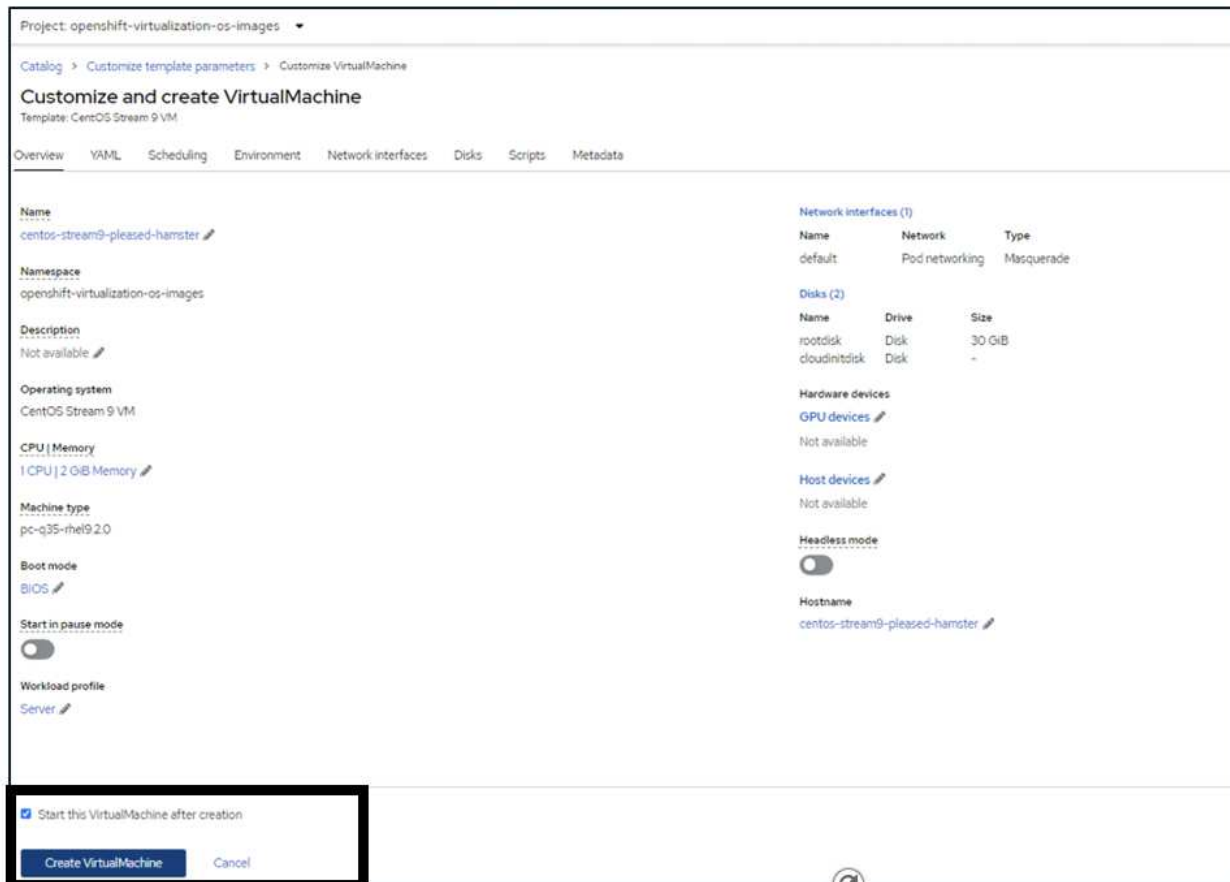 Project: openshift-virtualization-os-images
Catalog > Customize template parameters > Customize VirtualMachine
Customize and create VirtualMachine
Template: CentOS Stream 9 VM
Overview YAML Scheduling Environment Network interfaces Disks Scripts Metadata
Name
centos-stream9-pleased-hamster
Namespace
openshift-virtualization-os-images
Description
Not available
Operating system
CentOS Stream 9 VM
CPU | Memory
1 CPU | 2 GiB Memory
Machine type
pc-q35-rhel9.2.0
Boot mode
BIOS
Start in pause mode
Workload profile
Server
Network interfaces (1)
Name Network Type
default Pod networking Masquerade
Disks (2)
Name Drive Size
rootdisk Disk 30 GiB
cloudinitdisk Disk -
Hardware devices
GPU devices
Not available
Host devices
Not available
Headless mode
Hostname
centos-stream9-pleased-hamster
Start this VirtualMachine after creation
Create VirtualMachine Cancel